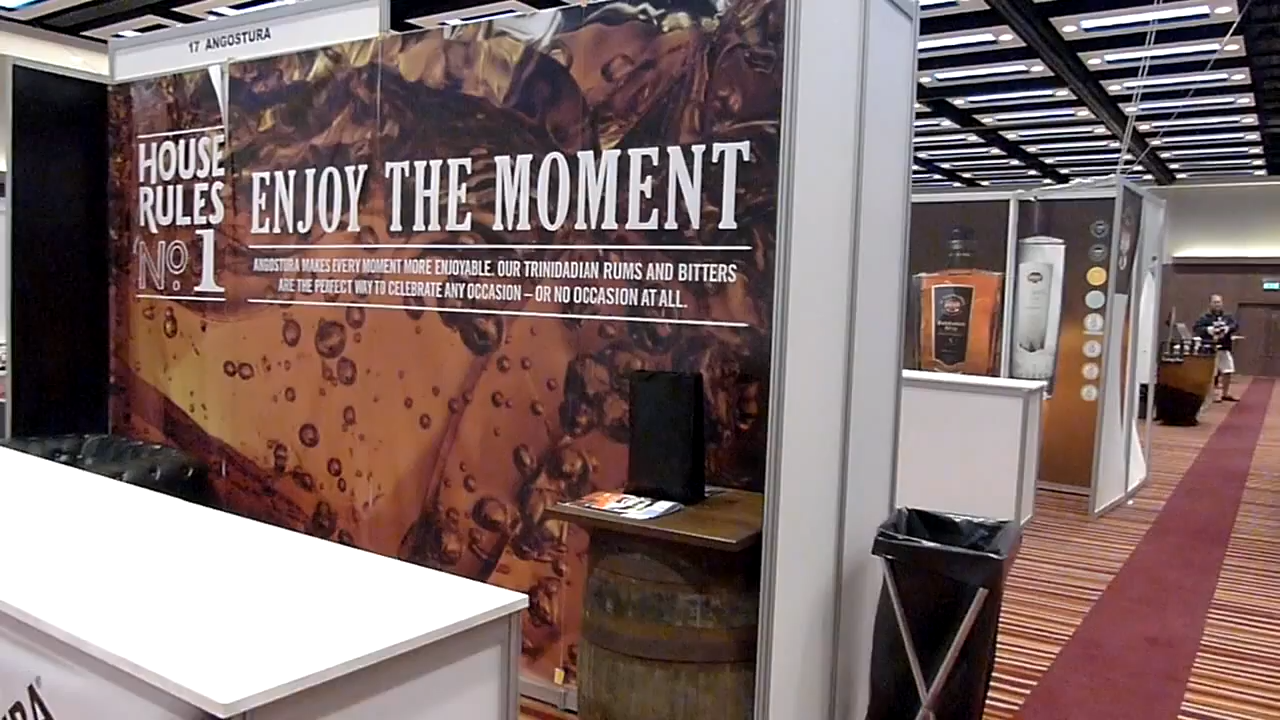 17 ANGOSTURA
HOUSE
RULES
Nº 1
ENJOY THE MOMENT
ANGOSTURA MAKES EVERY MOMENT MORE ENJOYABLE. OUR TRINIDADIAN RUMS AND BITTERS
ARE THE PERFECT WAY TO CELEBRATE ANY OCCASION – OR NO OCCASION AT ALL.